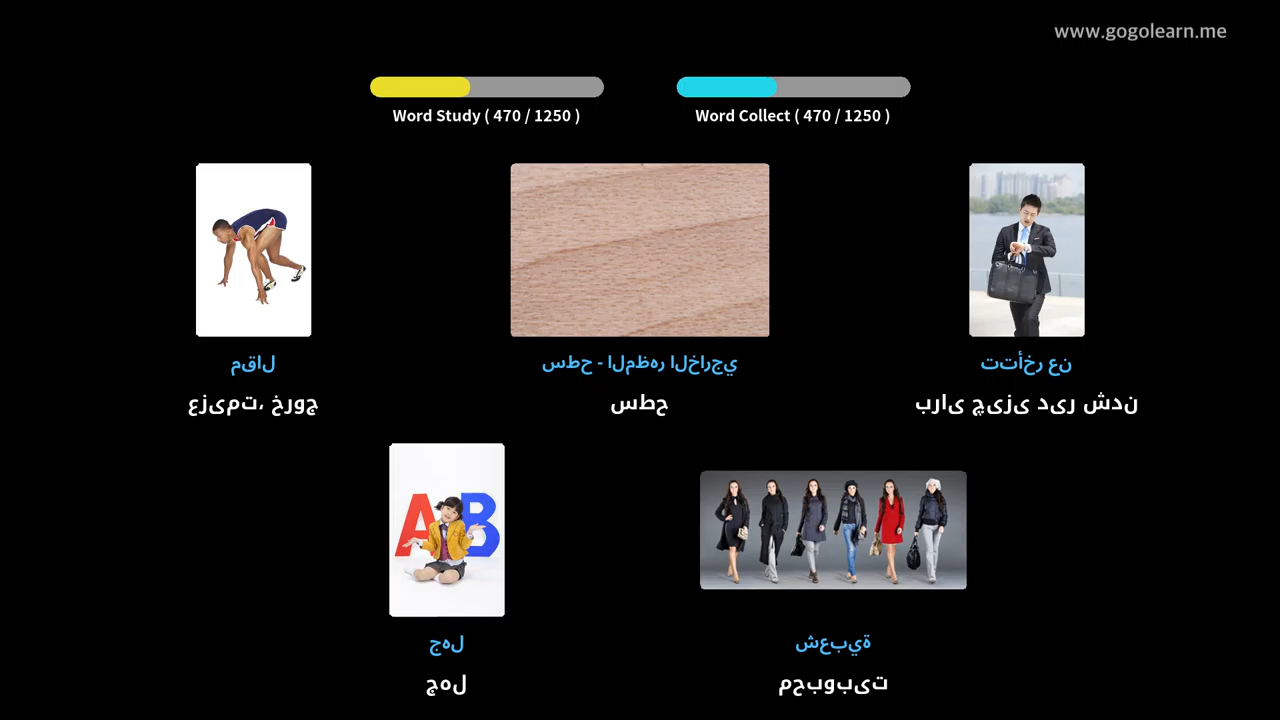 www.gogolearn.me
Word Study ( 470 / 1250 )
Word Collect ( 470 / 1250 )
مقال
عزیمت، خروج
سطح - المظهر الخارجي
سطح
تتأخر عن
برای چیزی دیر شدن
جهل
جهل
شعبية
محبوبیت